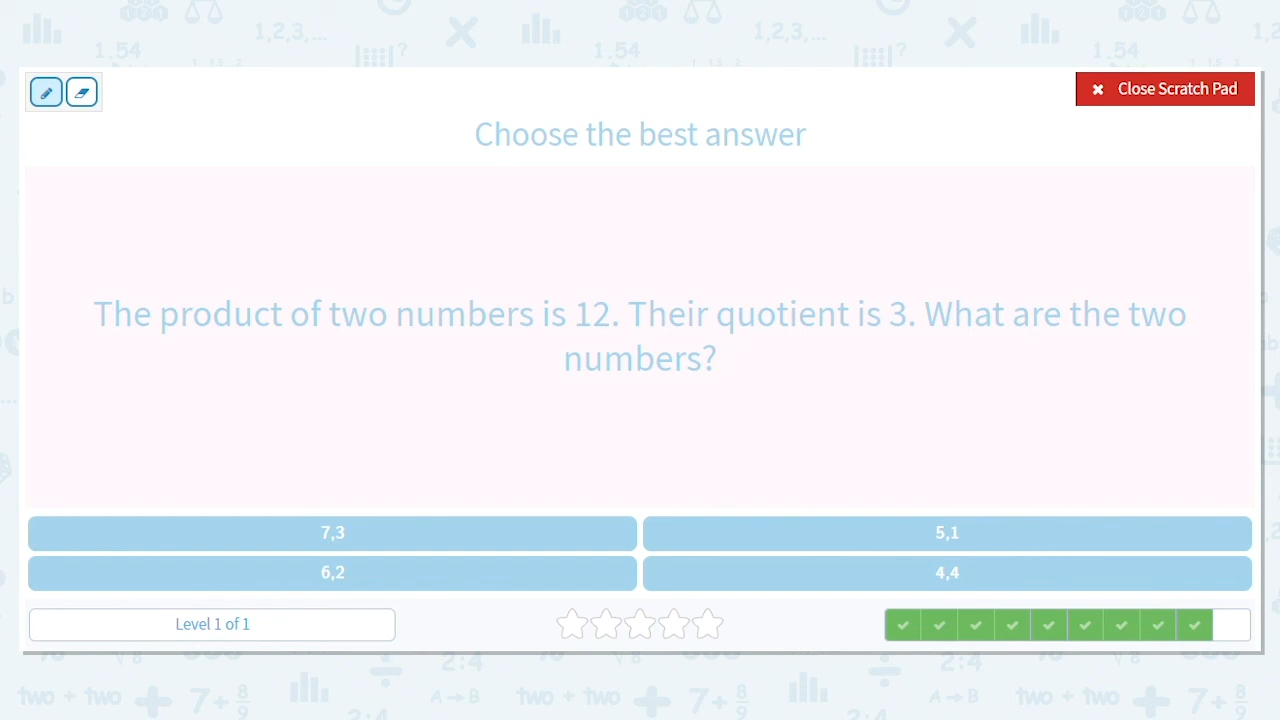 Close Scratch Pad
Choose the best answer
The product of two numbers is 12. Their quotient is 3. What are the two
numbers?
7,3
5,1
6,2
4,4
Level 1 of 1